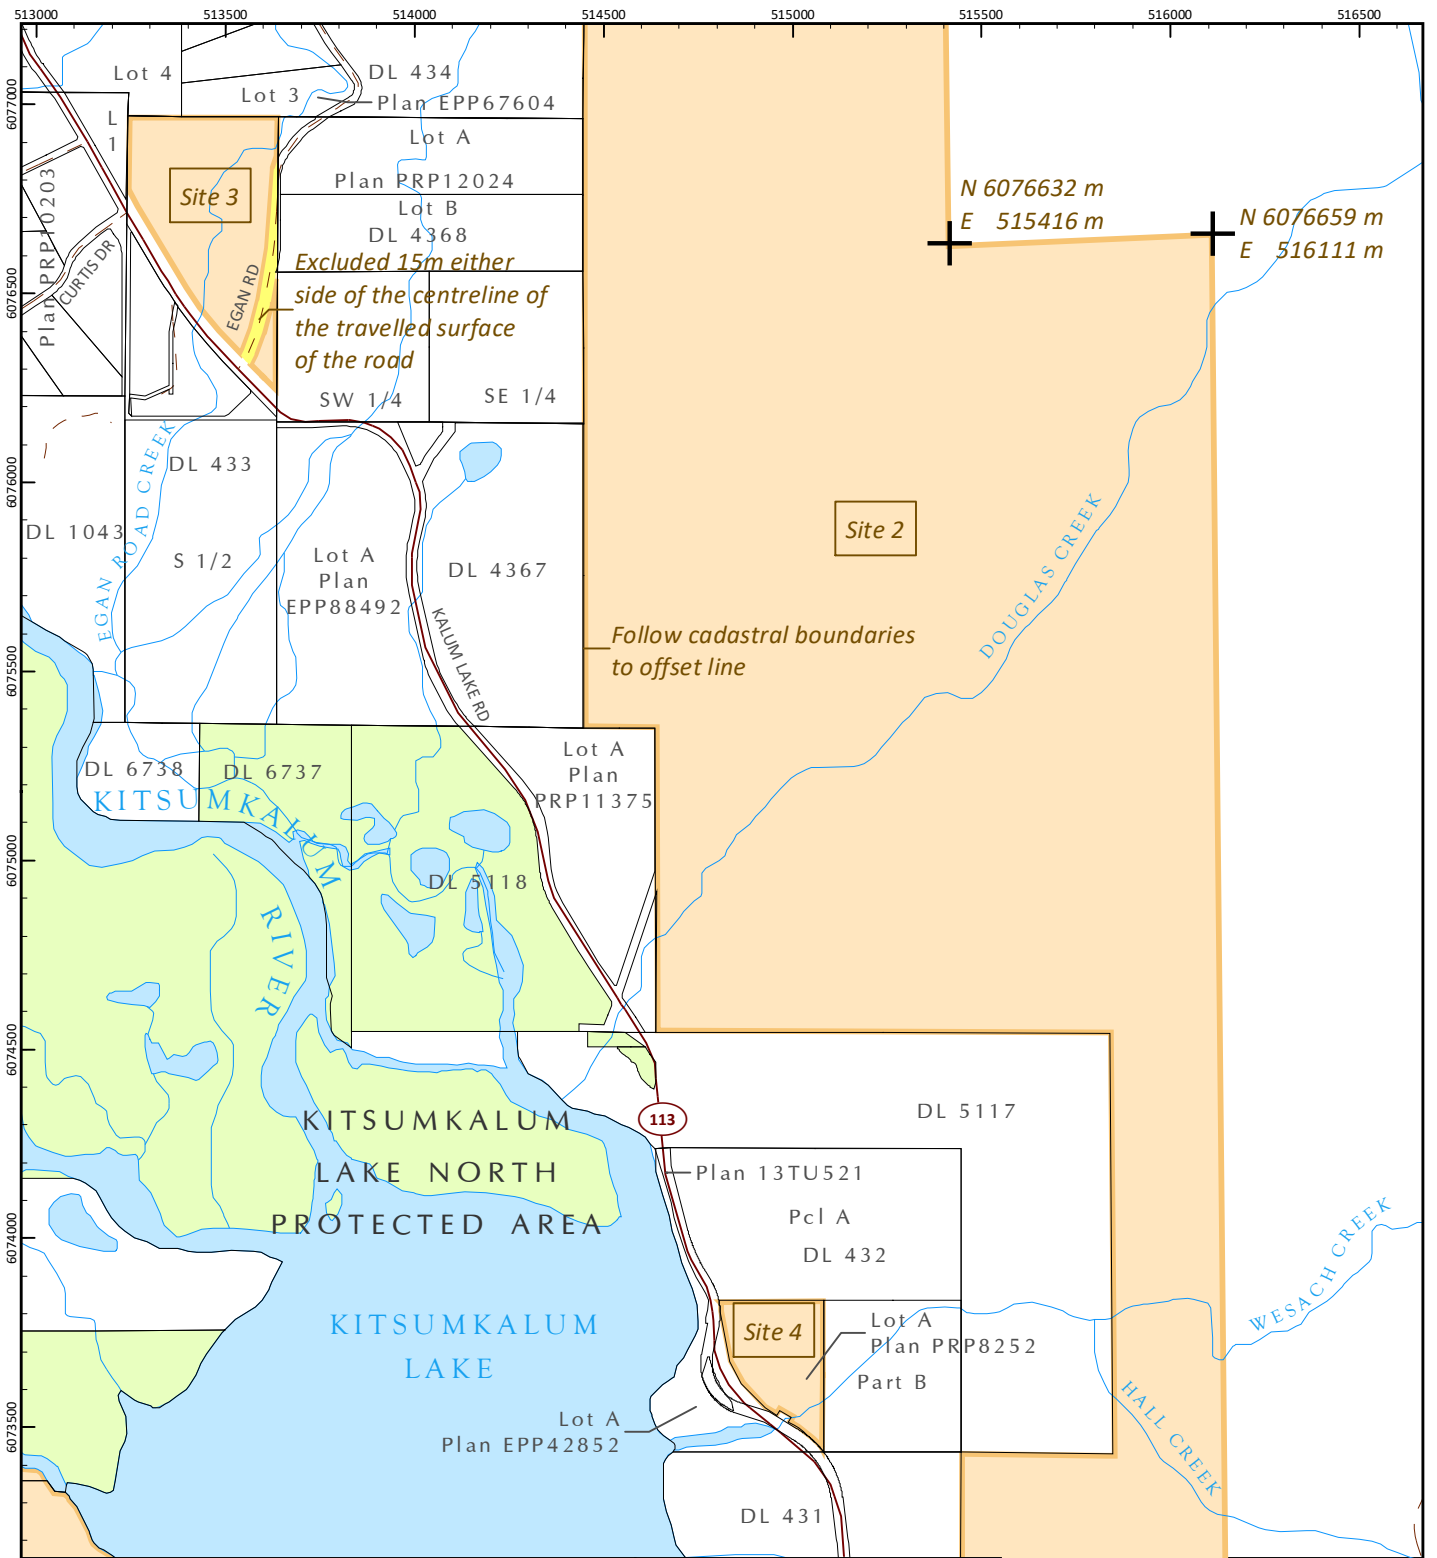 513000
513500
514000
514500
515000
515500
516000
516500
6077000
6076500
6076000
6075500
6075000
6074500
6074000
6073500
Lot 4
DL 434
Lot 3
Plan EPP67604
L
1
Lot A
Plan PRP12024
Site 3
Lot B
DL 4368
Plan PRP10203
CURTIS DR
EGAN RD
Excluded 15m either
side of the centreline of
the travelled surface
of the road
SW 1/4
SE 1/4
N 6076632 m
E 515416 m
N 6076659 m
E 516111 m
DL 433
EGAN ROAD CREEK
DL 1043
S 1/2
Lot A
Plan
EPP88492
DL 4367
KALUM LAKE RD
Site 2
DOUGLAS CREEK
Follow cadastral boundaries
to offset line
DL 6738
DL 6737
Lot A
Plan
PRP11375
KITSUMKALUM
RIVER
DL 5118
KITSUMKALUM
LAKE NORTH
PROTECTED AREA
113
DL 5117
Plan 13TU521
Pcl A
DL 432
WESACH CREEK
KITSUMKALUM
LAKE
Site 4
Lot A
Plan PRP8252
Part B
HALL CREEK
Lot A
Plan EPP42852
DL 431